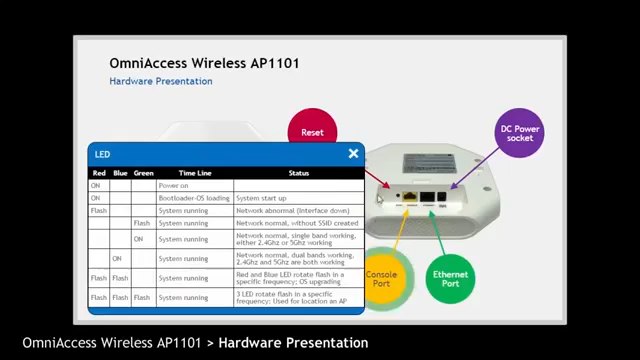 OmniAccess Wireless AP1101
Hardware Presentation
Reset
DC Power
socket
LED
Red Blue Green Time Line Status
ON Power on
ON Bootloader-OS loading System start up
Flash System running Network abnormal (Interface down)
Flash System running Network normal, without SSID created
ON System running Network normal, single band working,
either 2.4Ghz or 5Ghz working
ON System running Network normal, dual bands working,
2.4Ghz and 5Ghz are both working
Flash Flash System running Red and Blue LED rotate flash in a
specific frequency; OS upgrading
Flash Flash Flash System running 3 LED rotate flash in a specific
frequency; Used for location an AP
Console
Port
Ethernet
Port
OmniAccess Wireless AP1101 > Hardware Presentation